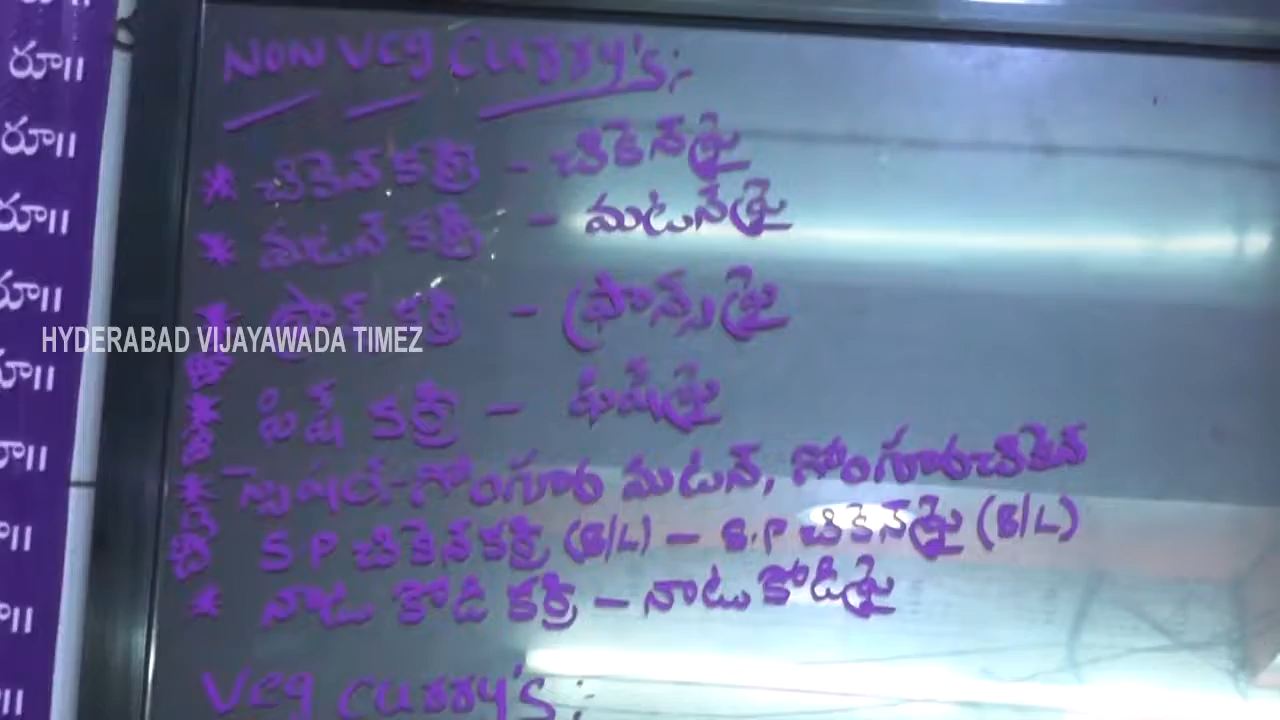 NON VEG CURRY'S:-
* చికెన్ కర్రీ - చికెన్ ఫ్రై
* మటన్ కర్రీ - మటన్ ఫ్రై
* ఫ్రాన్ కర్రీ - ఫ్రాన్స్ ఫ్రై
HYDERABAD VIJAYAWADA TIMEZ
* ఫిష్ కర్రీ - ఫిష్ ఫ్రై
* స్పెషల్-గోంగూర మటన్, గోంగూర చికెన్
S P చికెన్ కర్రీ (B/L) - S.P చికెన్ ఫ్రై (B/L)
* నాటు కోడి కర్రీ - నాటు కోడి ఫ్రై
Veg CURRY'S:-
రూ॥
రూ॥
రూ॥
రూ॥